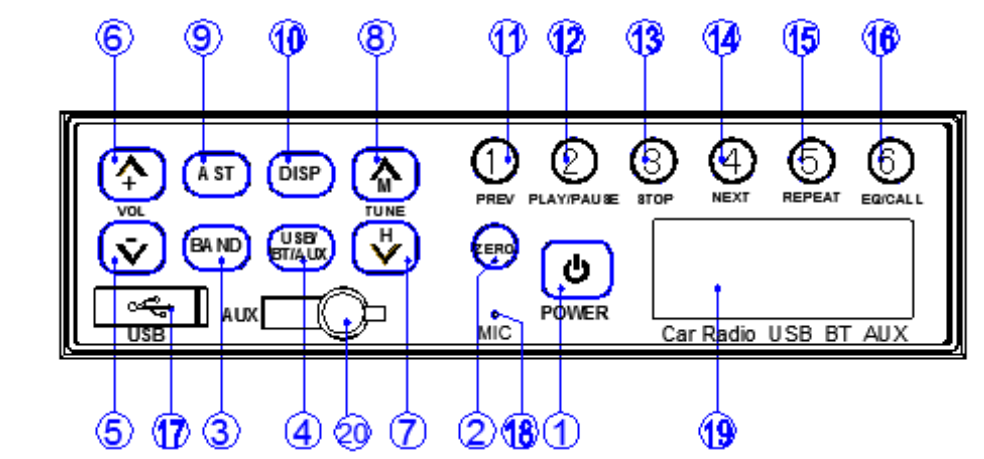 6 9 10 8 11 12 13 14 15 16
+ A ST DISP M 1 2 3 4 5 6
VOL TUNE PREV PLAY/PAUSE STOP NEXT REPEAT EQ/CALL
- BAND USB/ BT/AUX H ZERO
USB AUX MIC POWER Car Radio USB BT AUX
5 17 3 4 20 7 2 18 1 19